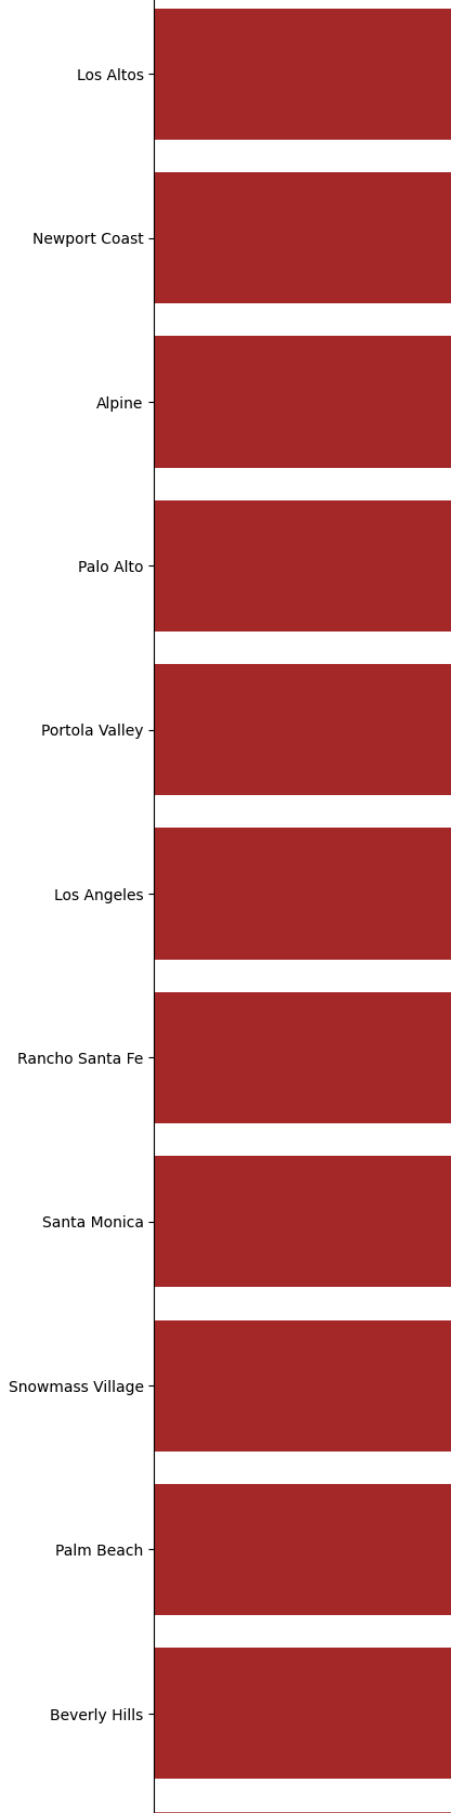 Los Altos
Newport Coast
Alpine
Palo Alto
Portola Valley
Los Angeles
Rancho Santa Fe
Santa Monica
Snowmass Village
Palm Beach
Beverly Hills